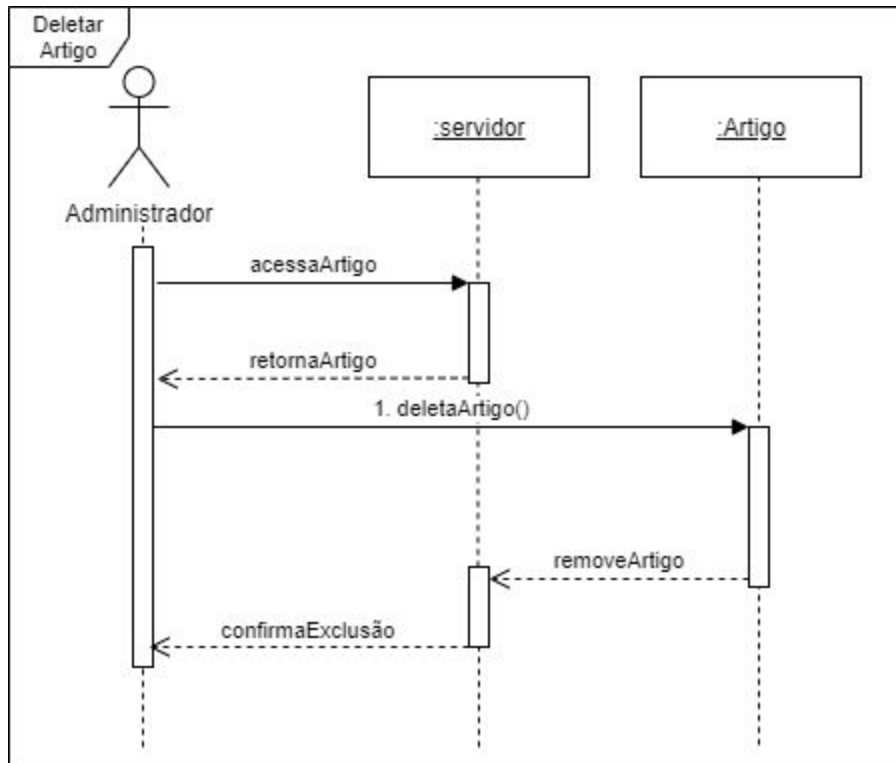 Deletar
Artigo
:servidor
:Artigo
Administrador
acessaArtigo
retornaArtigo
1. deletaArtigo()
removeArtigo
confirmaExclusão